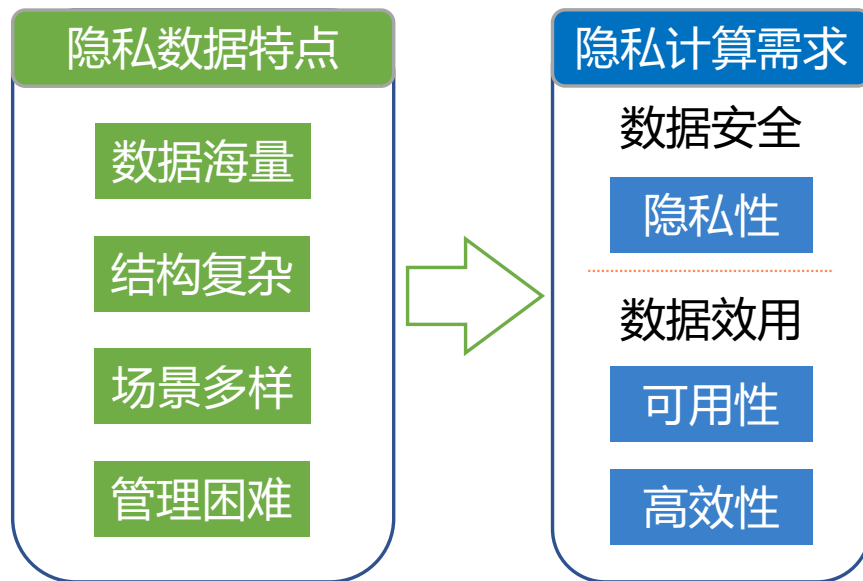 隐私数据特点
数据海量
结构复杂
场景多样
管理困难
隐私计算需求
数据安全
隐私性
数据效用
可用性
高效性